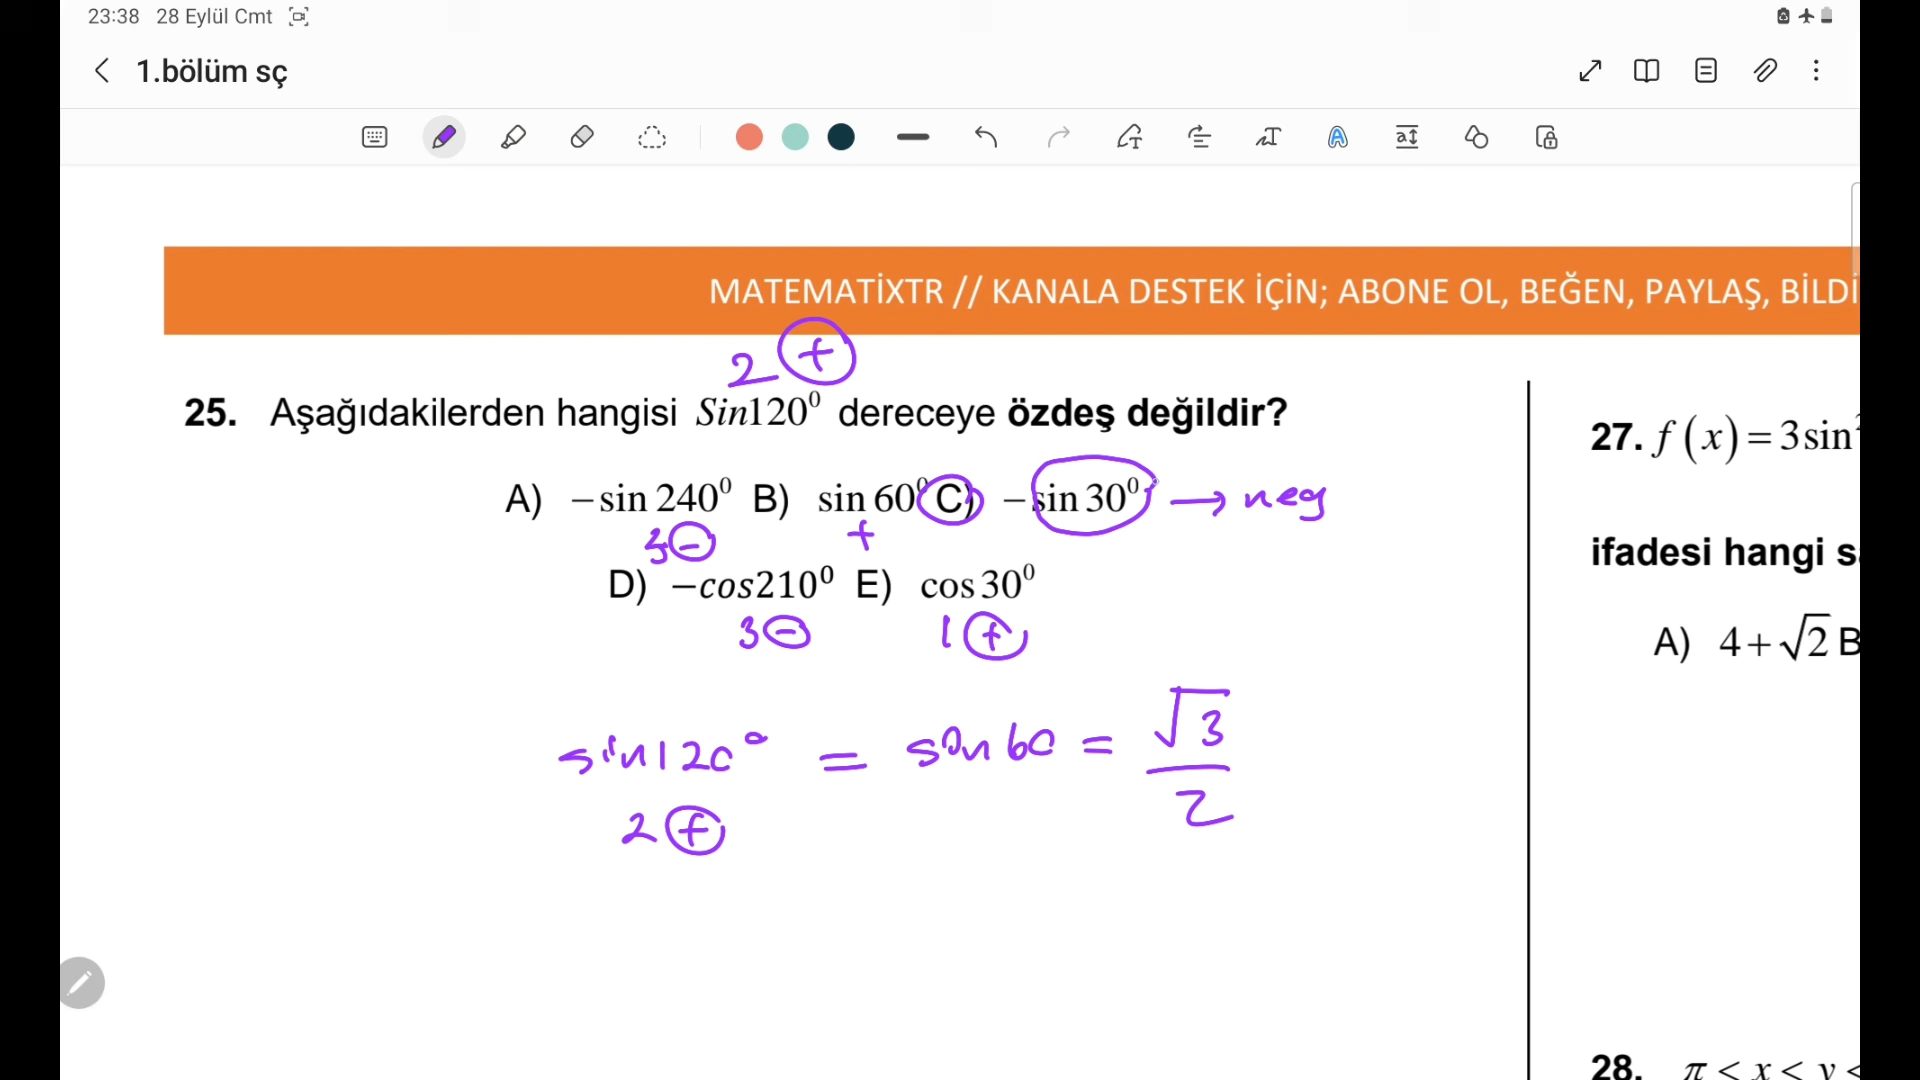 23:38 28 Eylül Cmt
1.bölüm sç
MATEMATİXTR // KANALA DESTEK İÇİN; ABONE OL, BEĞEN, PAYLAŞ, BİLDİ
2 +
25. Aşağıdakilerden hangisi Sin120⁰ dereceye özdeş değildir?
A) −sin 240⁰ B) sin 60⁰ C) −sin 30⁰ → neg
− +
D) −cos210⁰ E) cos 30⁰
3 − 1 +
sin120° = sin 60 = √3/2
2 +
27. f(x)=3sin
ifadesi hangi
A) 4+√2 B
28. π < x < y <